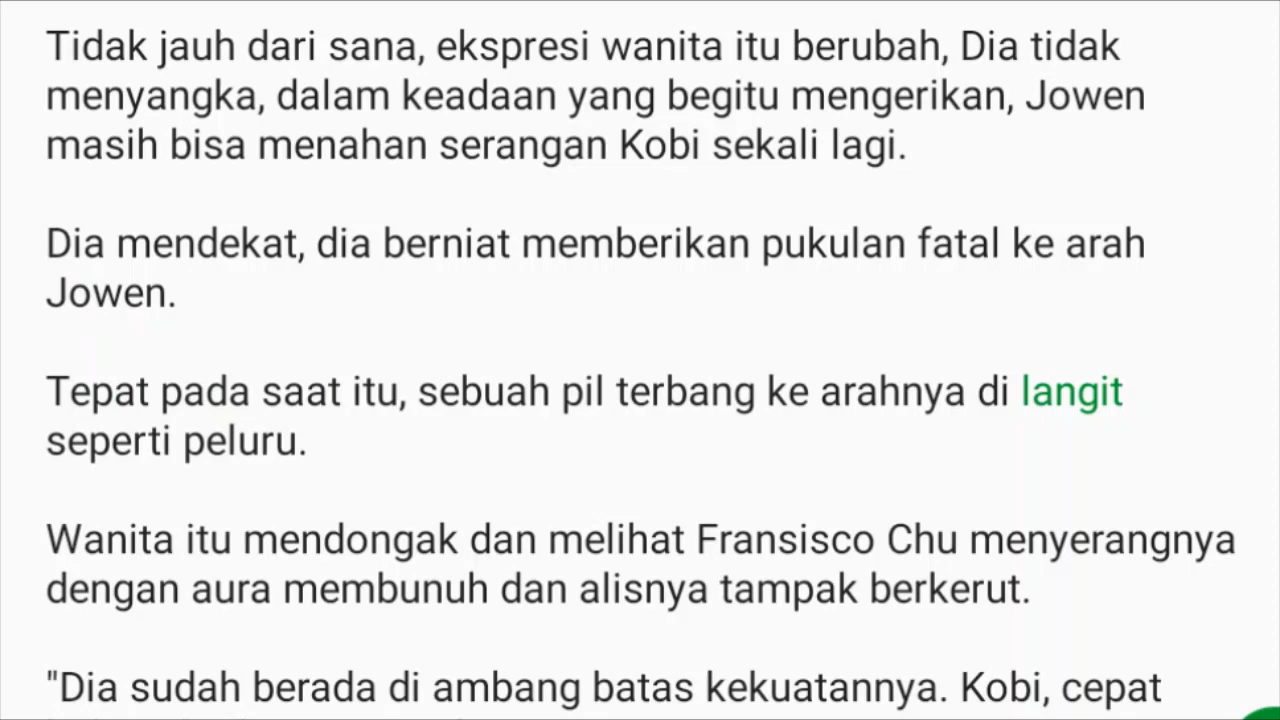 Tidak jauh dari sana, ekspresi wanita itu berubah, Dia tidak
menyangka, dalam keadaan yang begitu mengerikan, Jowen
masih bisa menahan serangan Kobi sekali lagi.
Dia mendekat, dia berniat memberikan pukulan fatal ke arah
Jowen.
Tepat pada saat itu, sebuah pil terbang ke arahnya di langit
seperti peluru.
Wanita itu mendongak dan melihat Fransisco Chu menyerangnya
dengan aura membunuh dan alisnya tampak berkerut.
"Dia sudah berada di ambang batas kekuatannya. Kobi, cepat